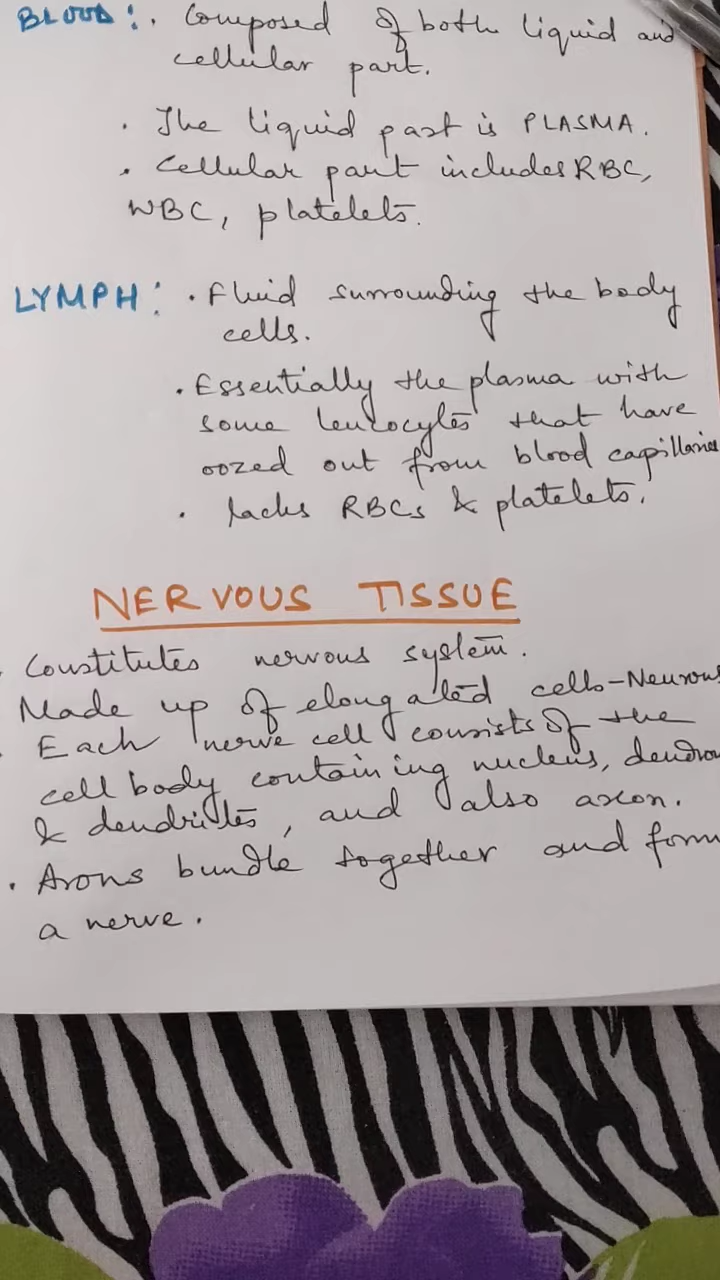 BLOOD: . Composed of both liquid and
cellular part.
. The liquid part is PLASMA.
. Cellular part includes RBC,
WBC, platelets.
LYMPH: . Fluid surrounding the body
cells.
. Essentially the plasma with
some leucocytes that have
oozed out from blood capillaries
. lacks RBCs & platelets.
NERVOUS TISSUE
. Constitutes nervous system.
Made up of elongated cells-Neurons
. Each nerve cell consists of the
cell body containing nucleus,
& dendrites, and also axon.
. Axons bundle together and form
a nerve.